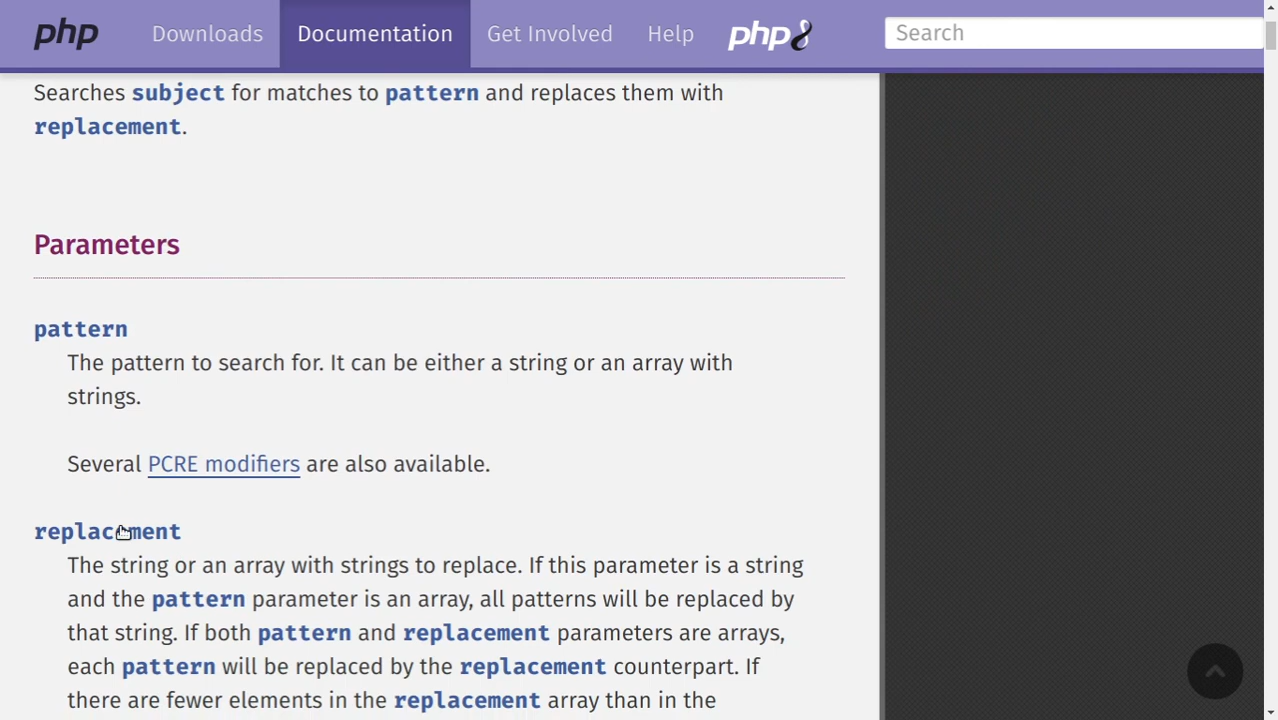 php Downloads Documentation Get Involved Help php8 Search
Searches subject for matches to pattern and replaces them with
replacement.
Parameters
pattern
The pattern to search for. It can be either a string or an array with
strings.
Several PCRE modifiers are also available.
replacement
The string or an array with strings to replace. If this parameter is a string
and the pattern parameter is an array, all patterns will be replaced by
that string. If both pattern and replacement parameters are arrays,
each pattern will be replaced by the replacement counterpart. If
there are fewer elements in the replacement array than in the